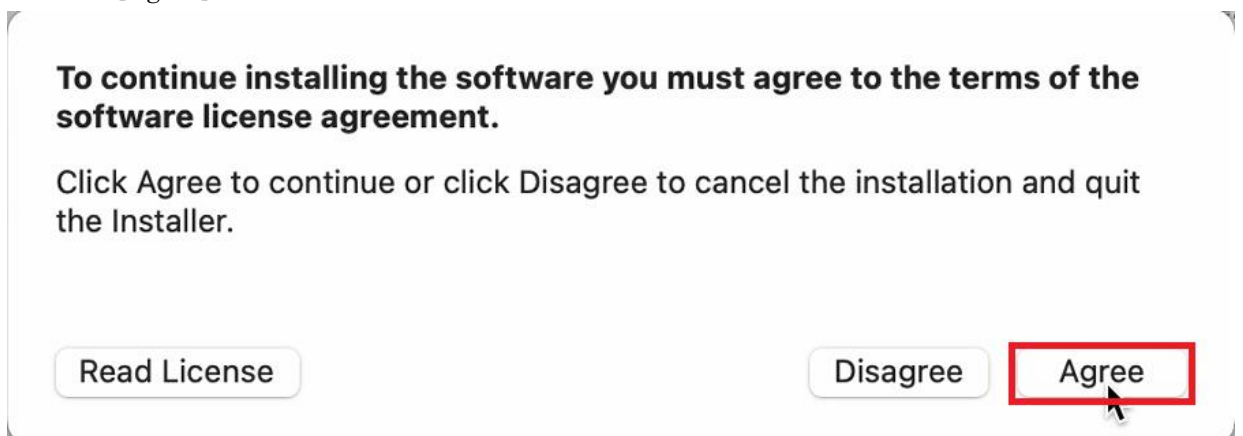 To continue installing the software you must agree to the terms of the
software license agreement.
Click Agree to continue or click Disagree to cancel the installation and quit
the Installer.
Read License Disagree Agree